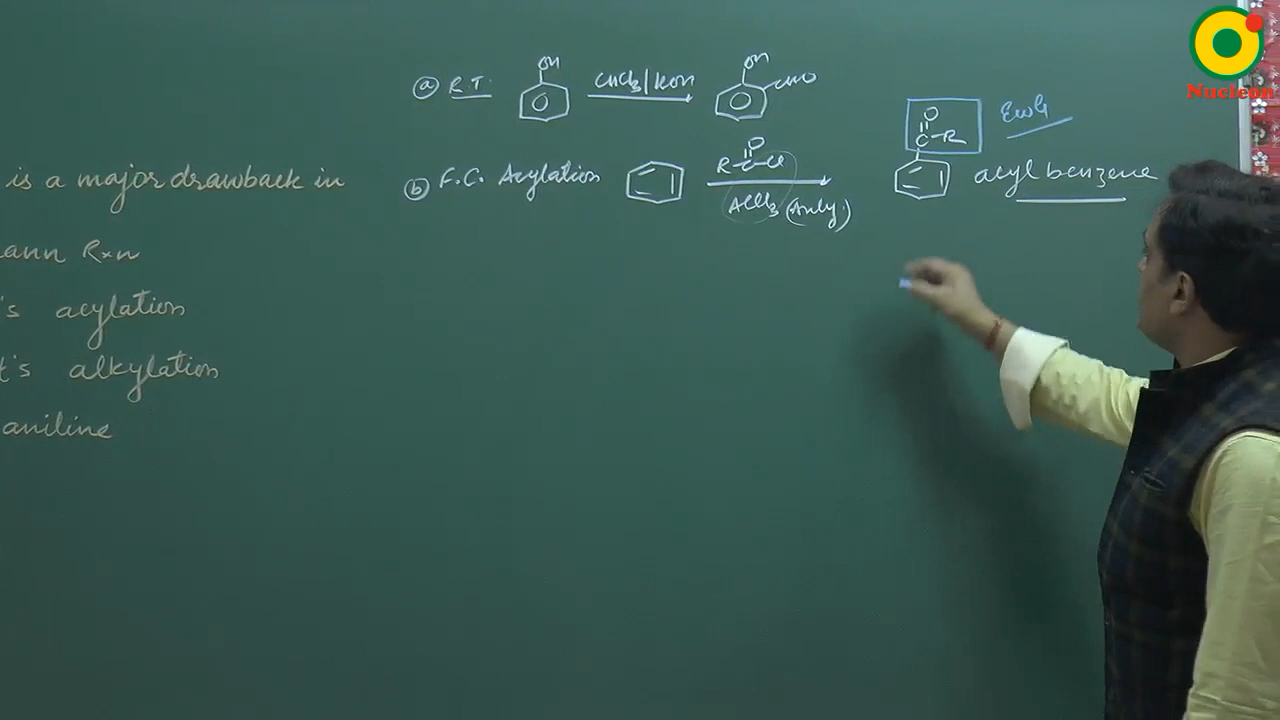 Nucleon
is a major drawback in
ann Rxn
's acylation
t's alkylation
aniline
ⓐ R.T. OH CHCl3/KOH OH CHO
ⓑ F.C. Acylation R-C-Cl O AlCl3 (Anhy.) O C-R EWG
acyl benzene